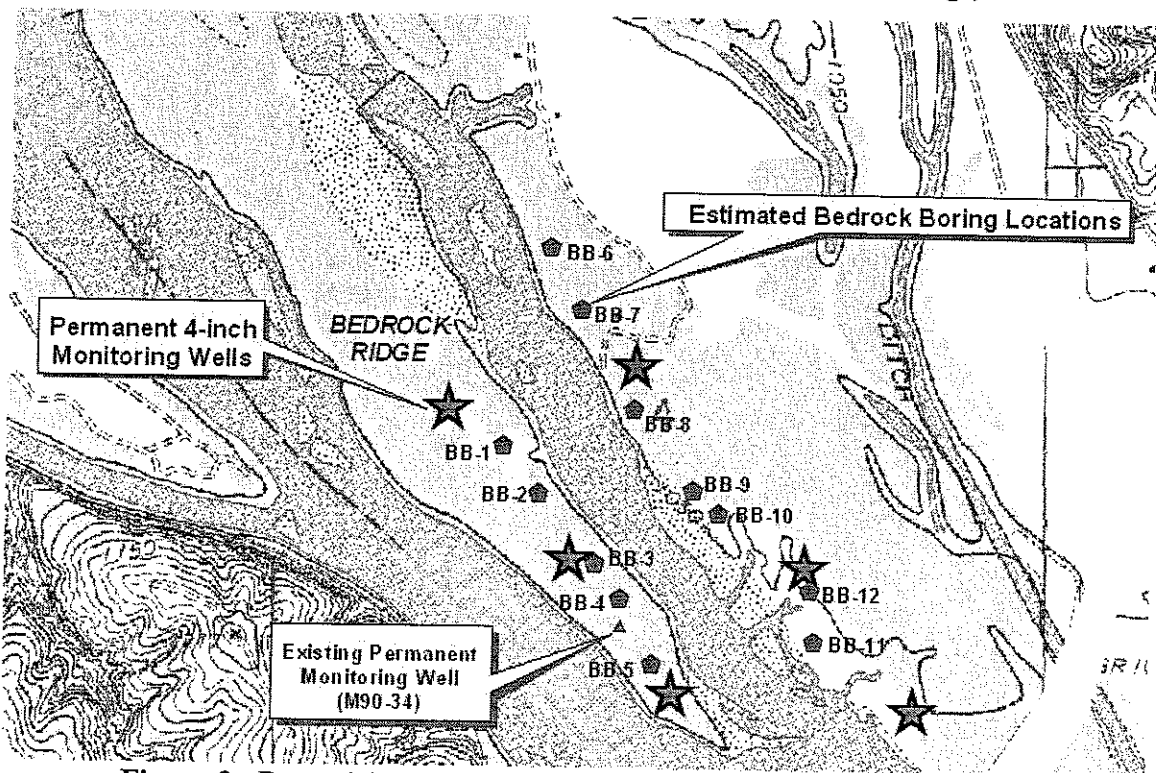 1050
Estimated Bedrock Boring Locations
BB-6
BB-7
Permanent 4-inch
Monitoring Wells
BEDROCK
RIDGE
DITCH
BB-8
BB-1
BB-2
BB-9
BB-10
1150
BB-3
BB-4
BB-12
BB-11
BB-5
Existing Permanent
Monitoring Well
(M90-34)